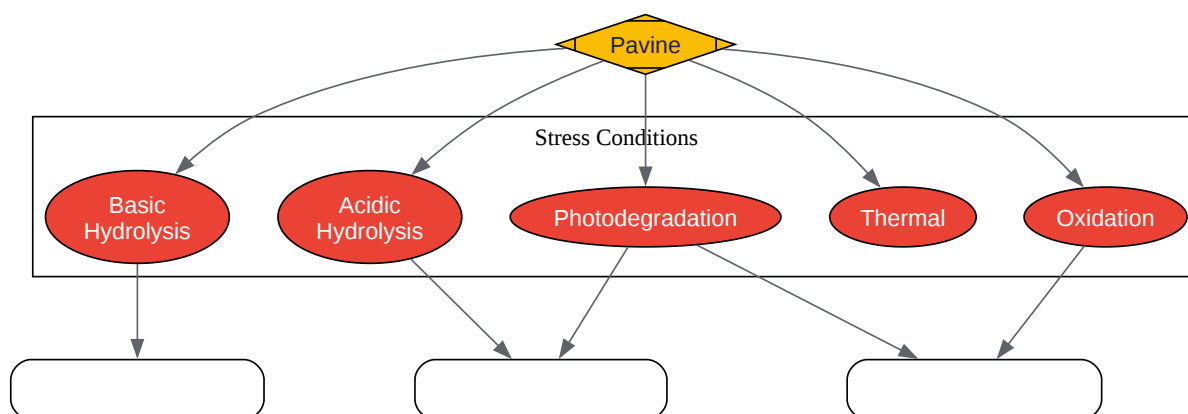 Pavine
Stress Conditions
Basic
Hydrolysis
Acidic
Hydrolysis
Photodegradation
Thermal
Oxidation